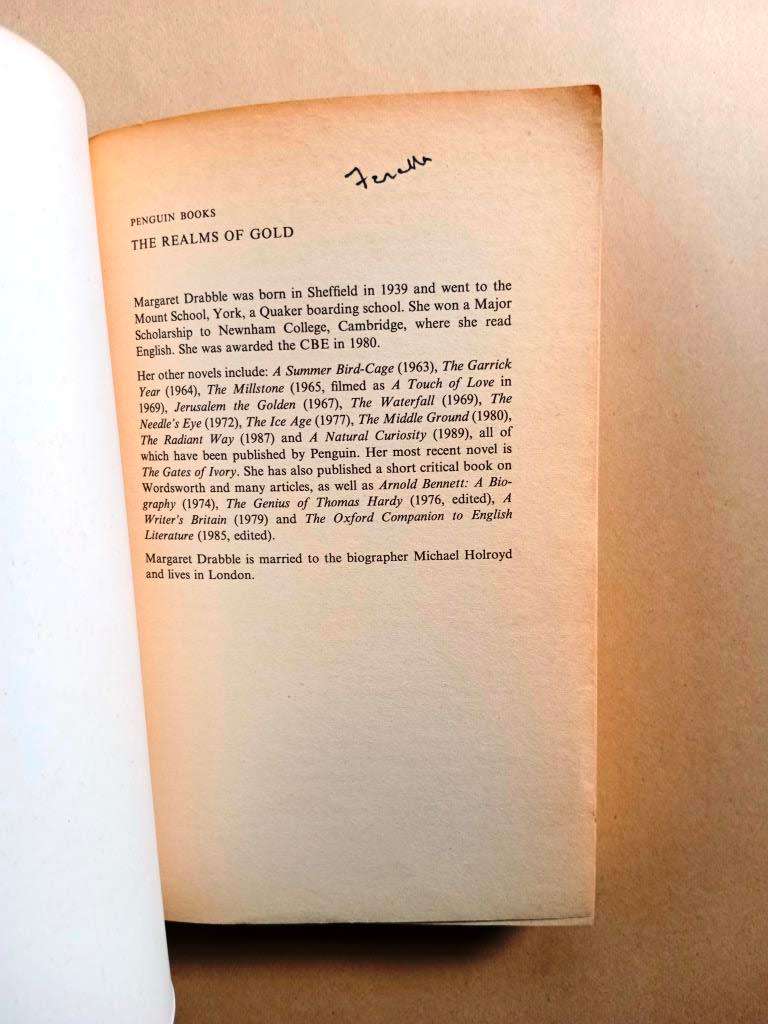 PENGUIN BOOKS
THE REALMS OF GOLD
Margaret Drabble was born in Sheffield in 1939 and went to the
Mount School, York, a Quaker boarding school. She won a Major
Scholarship to Newnham College, Cambridge, where she read
English. She was awarded the CBE in 1980.
Her other novels include: A Summer Bird-Cage (1963), The Garrick
Year (1964), The Millstone (1965, filmed as A Touch of Love in
1969), Jerusalem the Golden (1967), The Waterfall (1969), The
Needle's Eye (1972), The Ice Age (1977), The Middle Ground (1980),
The Radiant Way (1987) and A Natural Curiosity (1989), all of
which have been published by Penguin. Her most recent novel is
The Gates of Ivory. She has also published a short critical book on
Wordsworth and many articles, as well as Arnold Bennett: A Bio-
graphy (1974), The Genius of Thomas Hardy (1976, edited), A
Writer's Britain (1979) and The Oxford Companion to English
Literature (1985, edited).
Margaret Drabble is married to the biographer Michael Holroyd
and lives in London.